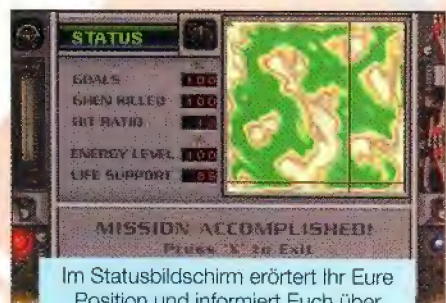 STATUS
GOALS 100
KILLED 100
HIT RATIO
ENERGY LEVEL 100
LIFE SUPPORT
MISSION ACCOMPLISHED!
Press 'X' to Exit
Im Statusbildschirm erörtert Ihr Eure
Position und informiert Euch über